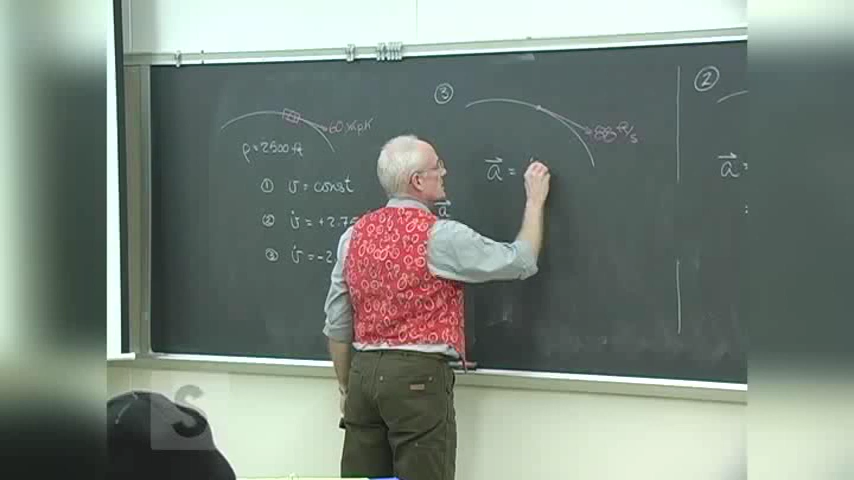 60 mph
ρ = 2500 ft
① v = const
② v̇ = +2.75
③ v̇ = -2.
a⃗
③
88 ft/s
a⃗ =
②
a⃗ =
=
S